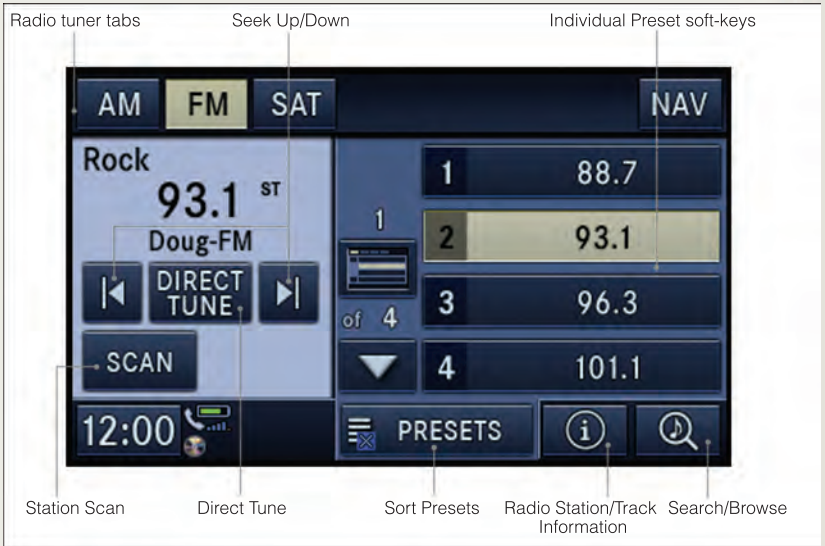 Radio tuner tabs
Seek Up/Down
Individual Preset soft-keys
AM
FM
SAT
NAV
Rock
93.1 ST
Doug-FM
DIRECT
TUNE
SCAN
1
of 4
1 88.7
2 93.1
3 96.3
4 101.1
12:00
PRESETS
i
Station Scan
Direct Tune
Sort Presets
Radio Station/Track
Information
Search/Browse